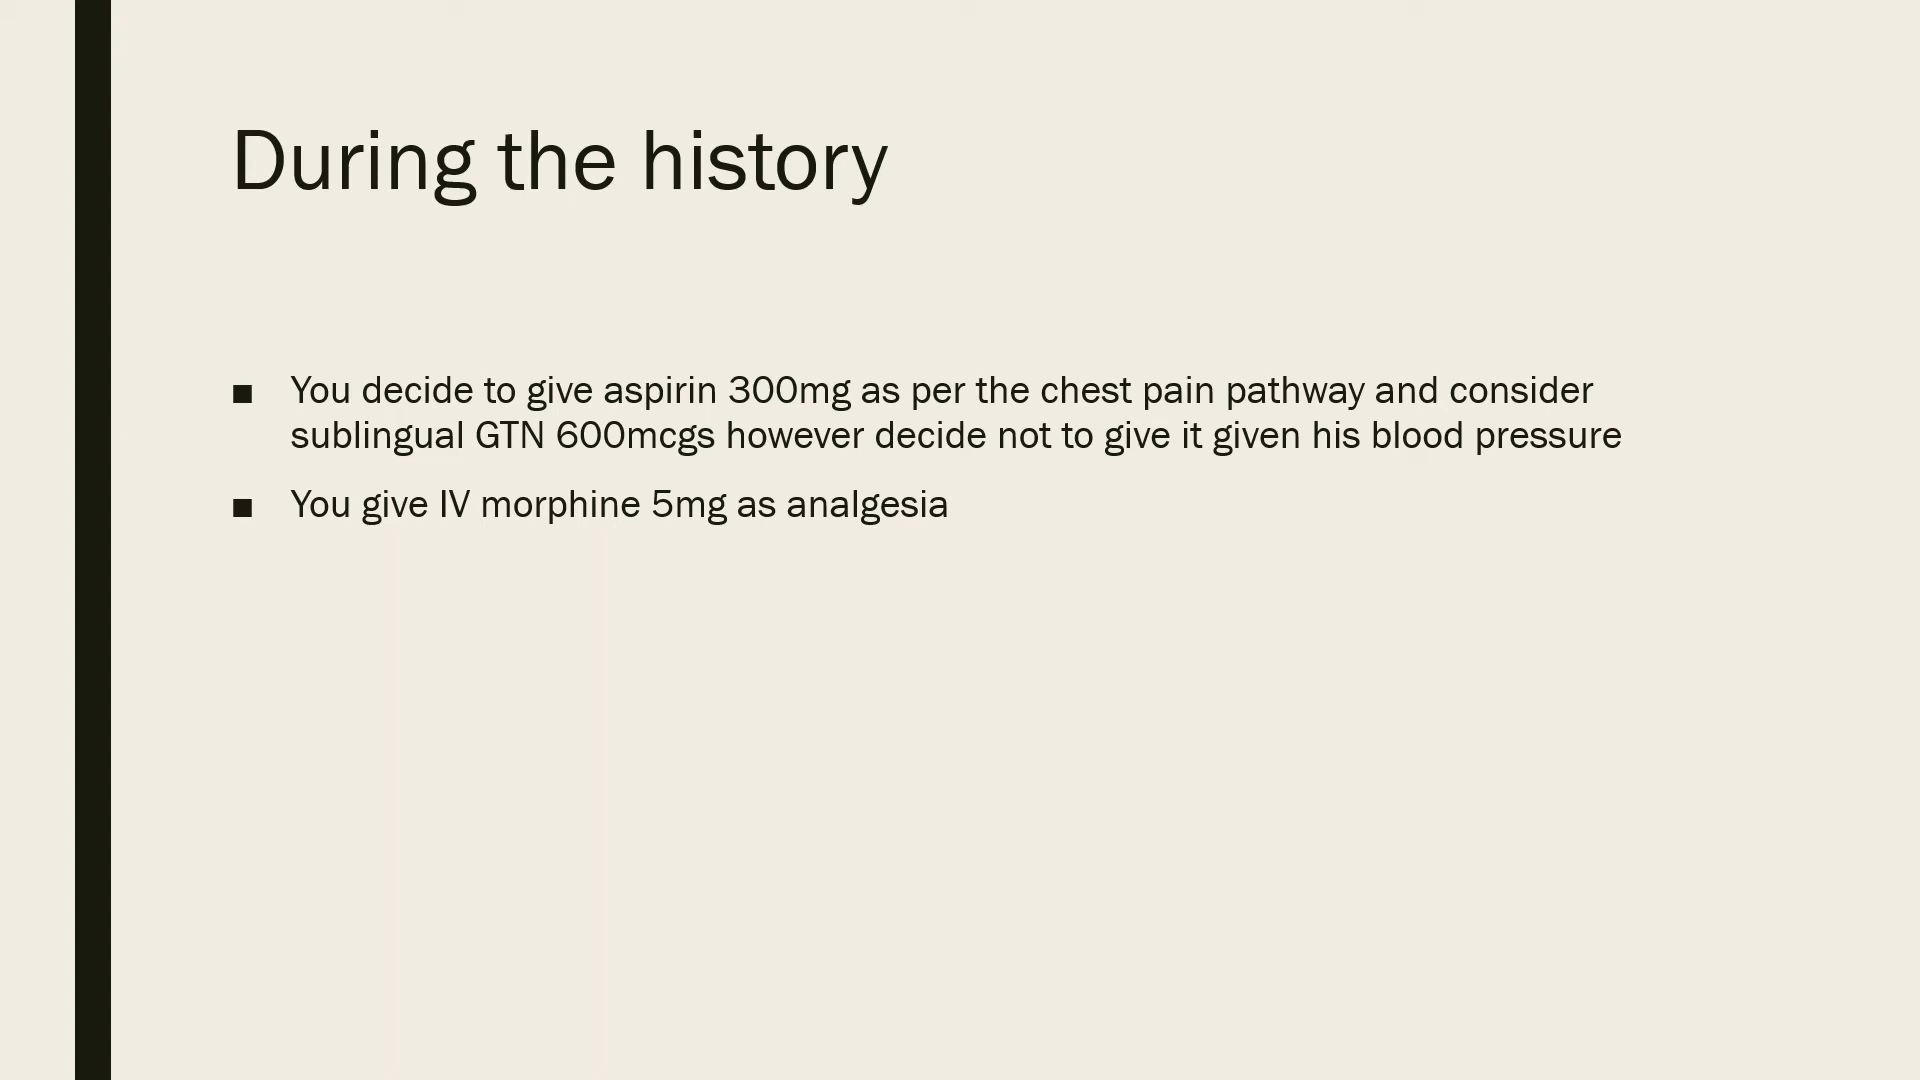 During the history
■ You decide to give aspirin 300mg as per the chest pain pathway and consider
sublingual GTN 600mcgs however decide not to give it given his blood pressure
■ You give IV morphine 5mg as analgesia